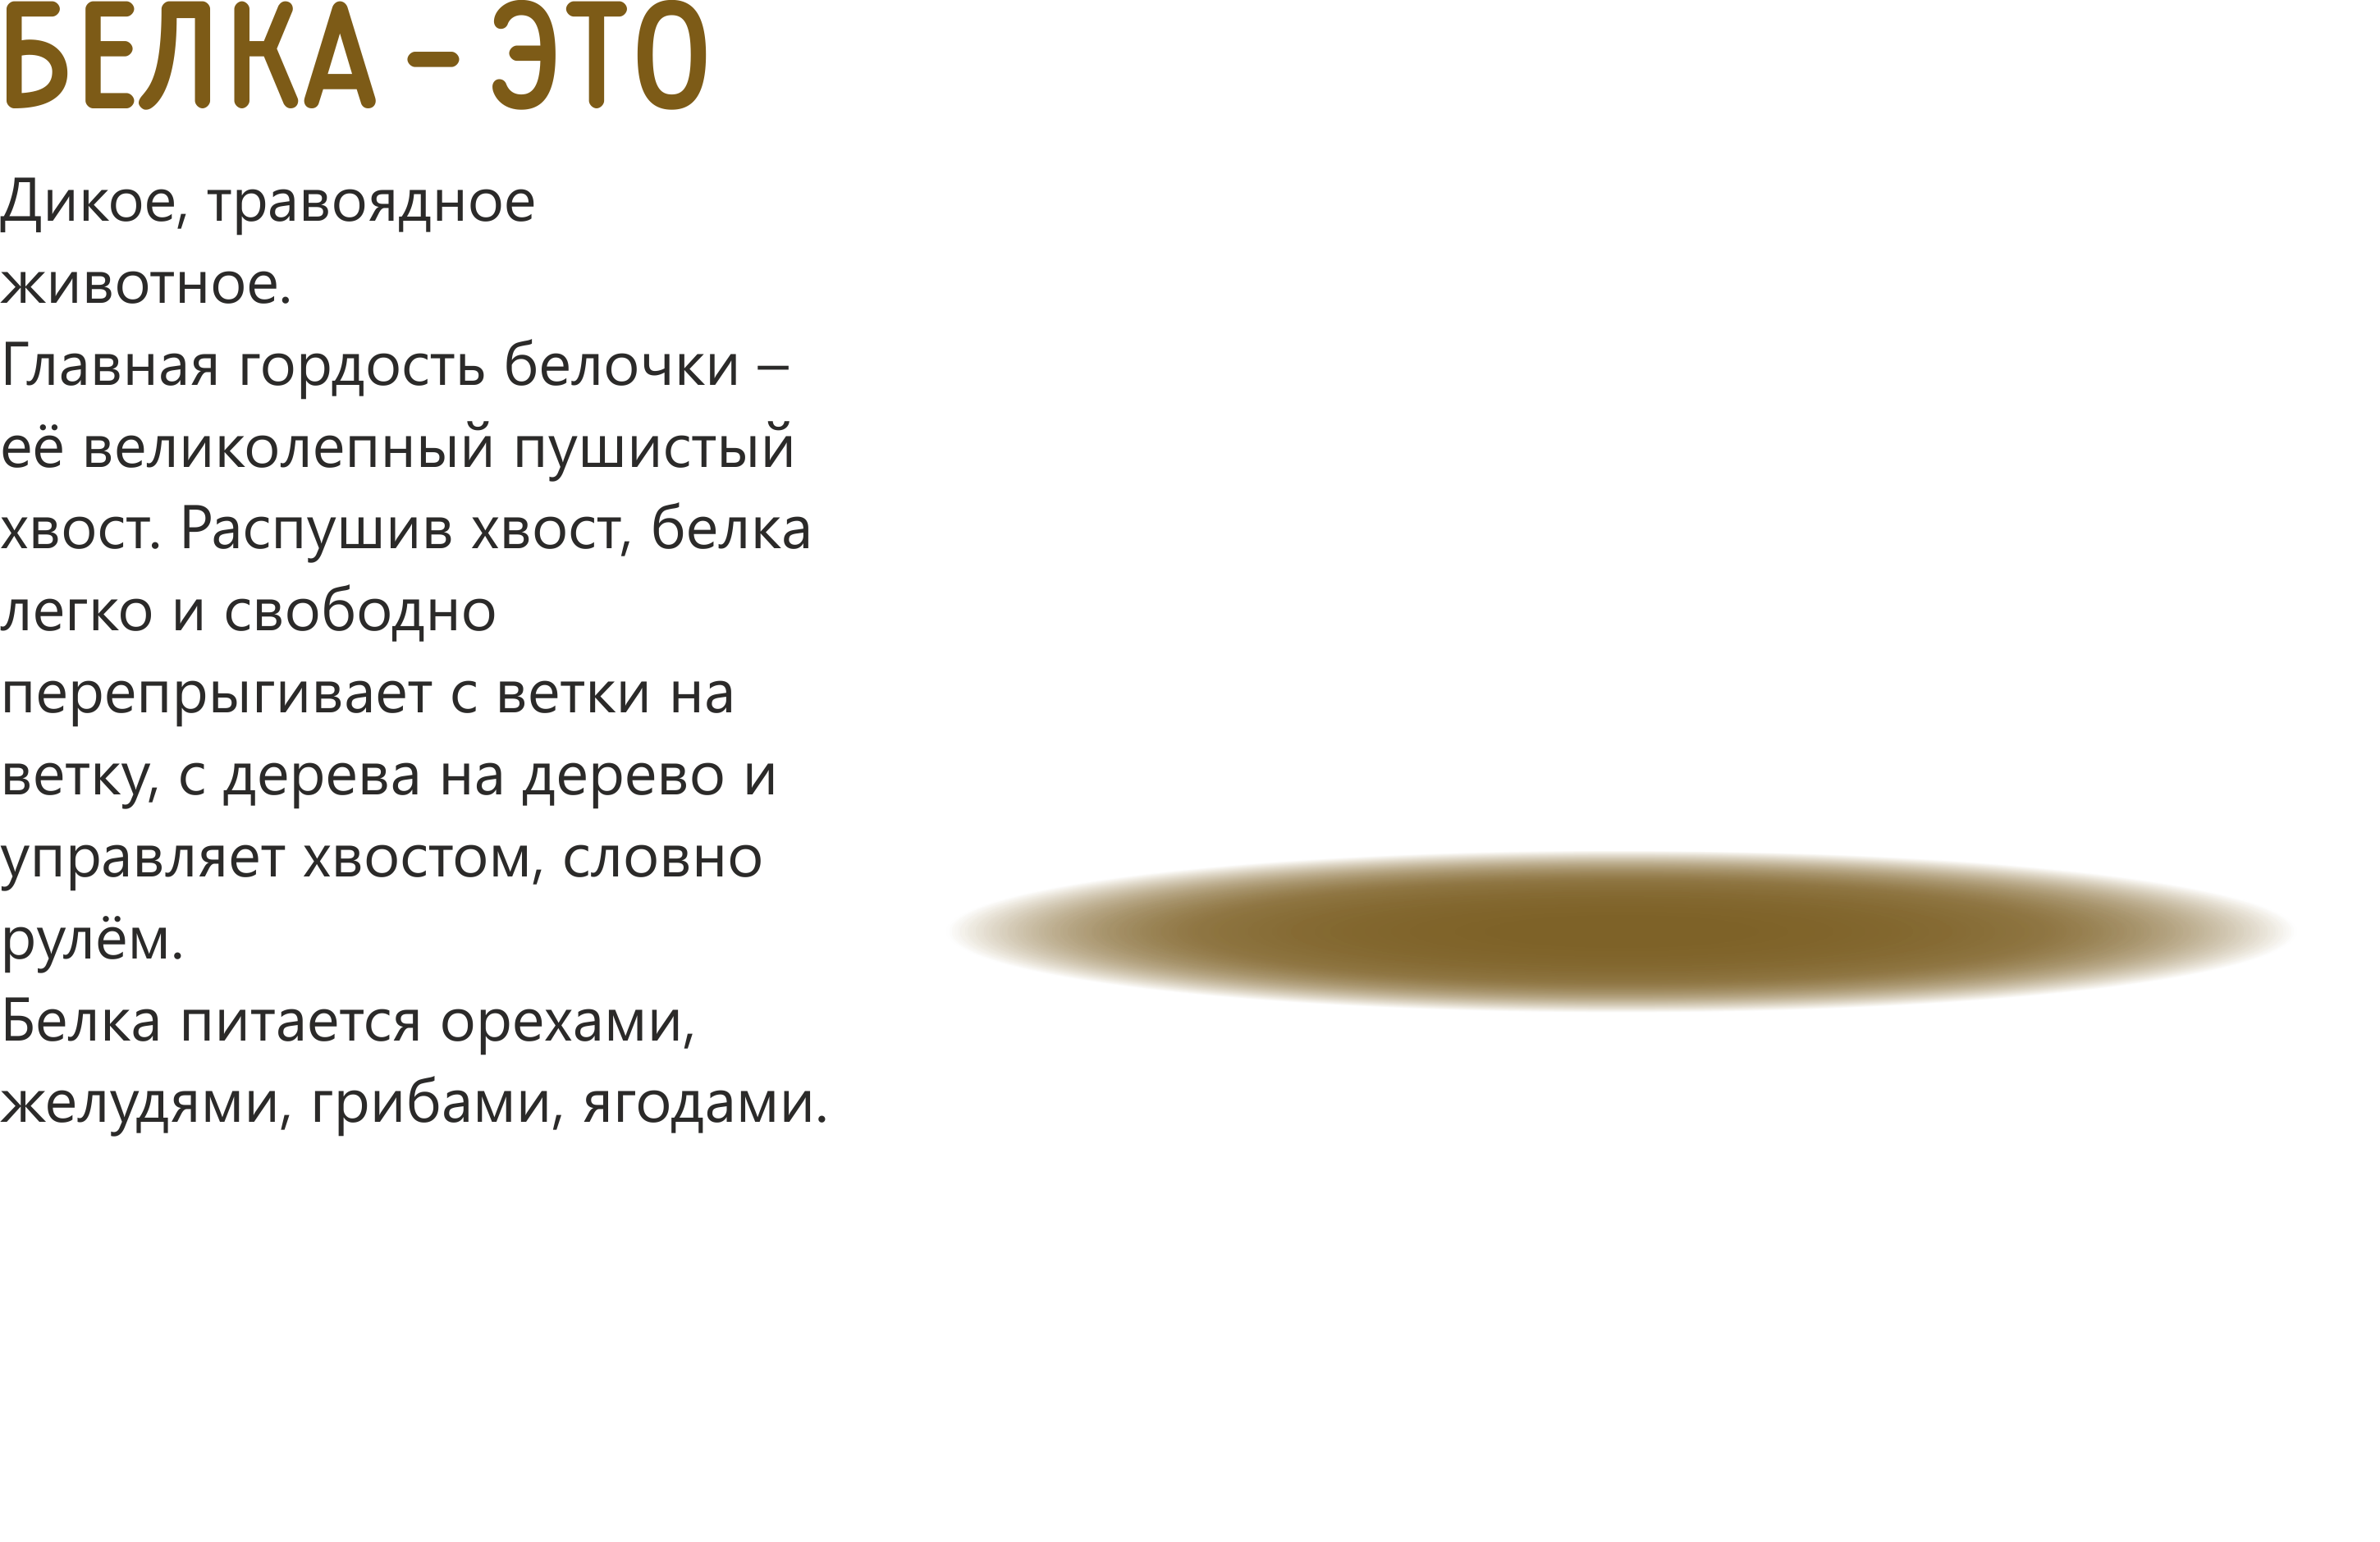 БЕЛКА – ЭТО
Дикое, травоядное
животное.
Главная гордость белочки –
её великолепный пушистый
хвост. Распушив хвост, белка
легко и свободно
перепрыгивает с ветки на
ветку, с дерева на дерево и
управляет хвостом, словно
рулём.
Белка питается орехами,
желудями, грибами, ягодами.